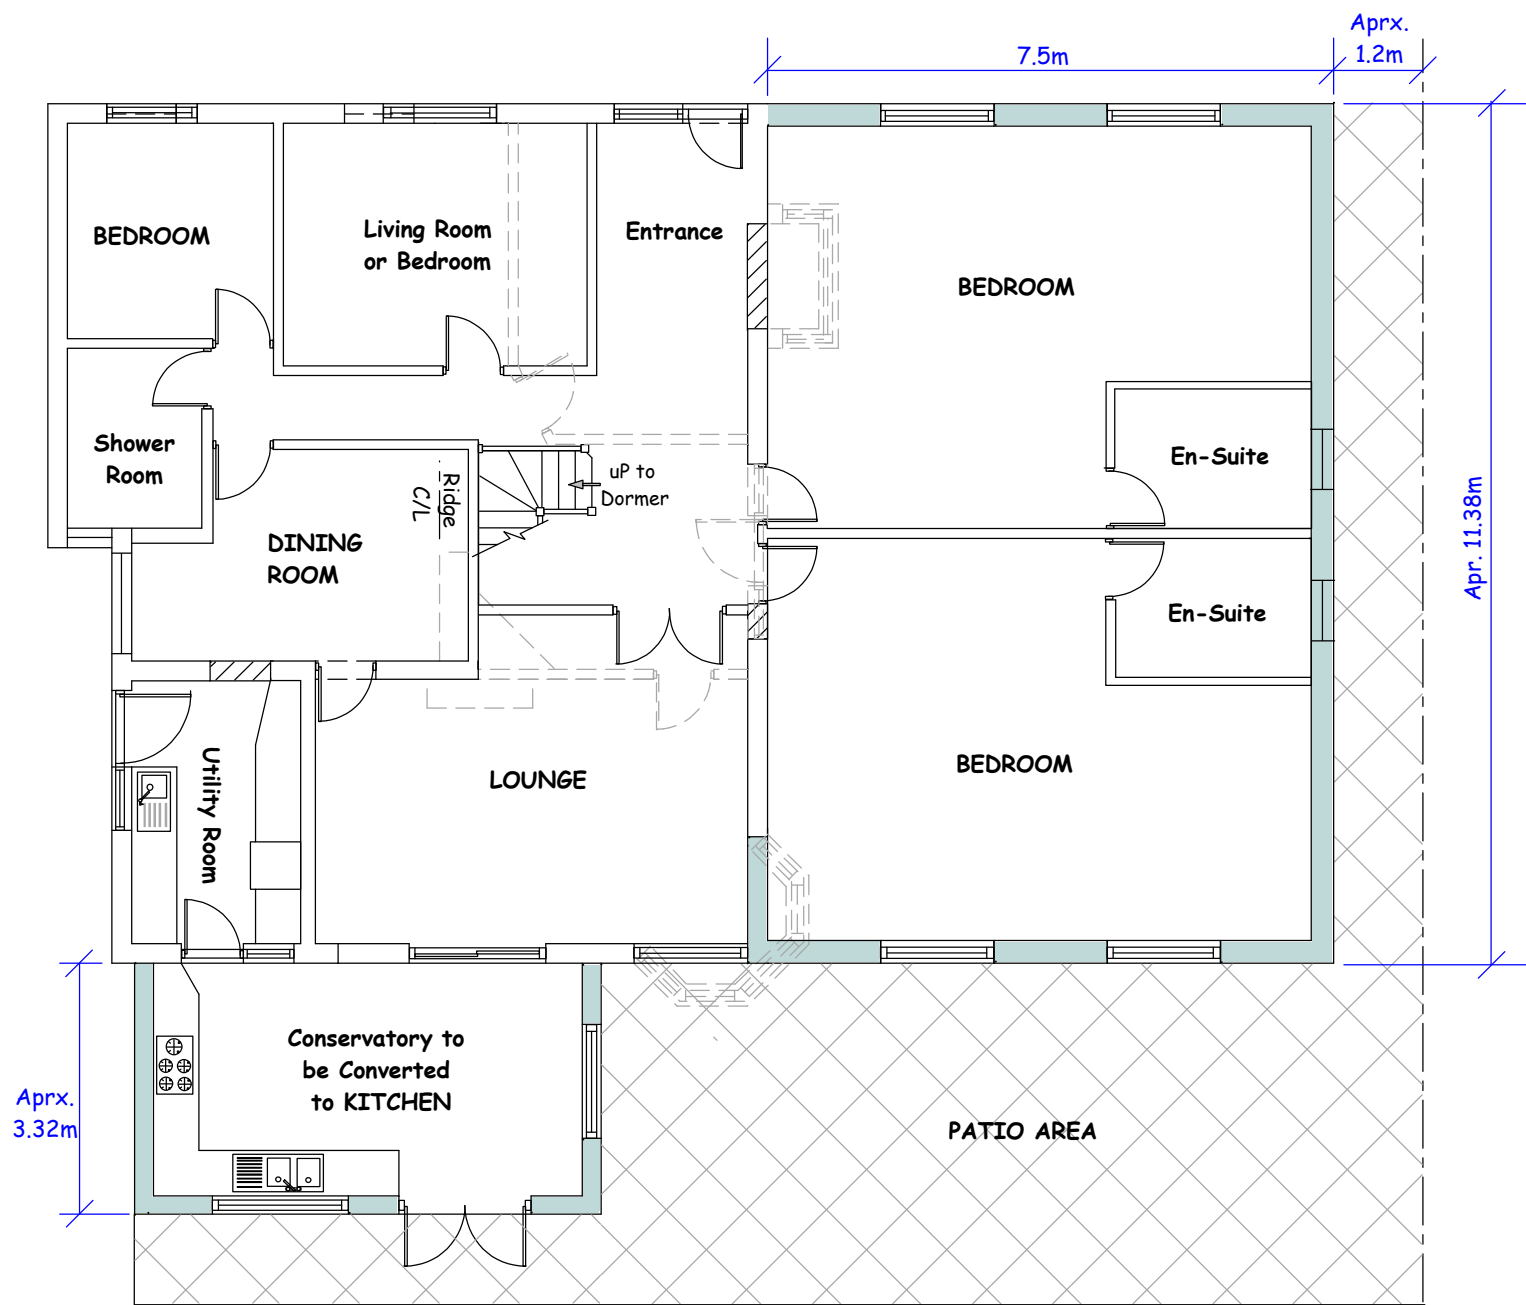 Aprx.
1.2m
7.5m
BEDROOM
Living Room
or Bedroom
Entrance
BEDROOM
Shower
Room
Ridge
C/L
uP to
Dormer
En-Suite
Apr. 11.38m
DINING
ROOM
En-Suite
Utility Room
LOUNGE
BEDROOM
Conservatory to
be Converted
to KITCHEN
Aprx.
3.32m
PATIO AREA